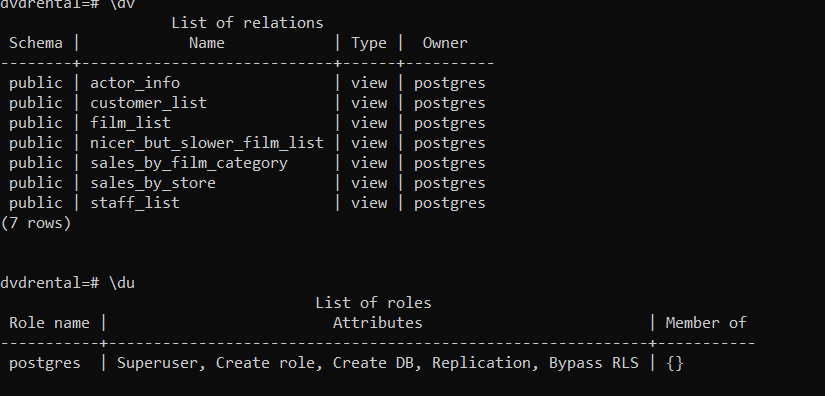 dvdrental=# \dv
                   List of relations
 Schema |            Name            | Type |  Owner
--------+----------------------------+------+----------
 public | actor_info                 | view | postgres
 public | customer_list              | view | postgres
 public | film_list                  | view | postgres
 public | nicer_but_slower_film_list | view | postgres
 public | sales_by_film_category     | view | postgres
 public | sales_by_store             | view | postgres
 public | staff_list                 | view | postgres
(7 rows)
dvdrental=# \du
                                   List of roles
 Role name |                         Attributes                         | Member of
-----------+------------------------------------------------------------+-----------
 postgres  | Superuser, Create role, Create DB, Replication, Bypass RLS | {}